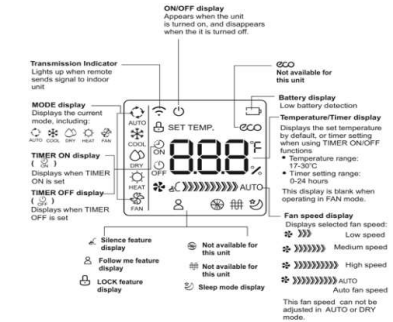 ON/OFF display
Appears when the unit
is turned on, and disappears
when the it is turned off.
Transmission Indicator
Lights up when remote
sends signal to indoor
unit
MODE display
Displays the current
mode, including:
AUTO COOL DRY HEAT FAN
TIMER ON display
( ON )
Displays when TIMER
ON is set
TIMER OFF display
( OFF )
Displays when TIMER
OFF is set
AUTO
COOL
DRY
HEAT
FAN
SET TEMP.
eco
ON
OFF
888
°F
AUTO
eco
Not available for
this unit
Battery display
Low battery detection
Temperature/Timer display
Displays the set temperature
by default, or timer setting
when using TIMER ON/OFF
functions
• Temperature range:
17-30°C
• Timer setting range:
0-24 hours
This display is blank when
operating in FAN mode.
Fan speed display
Displays selected fan speed:
Low speed
Medium speed
High speed
AUTO
Auto fan speed
This fan speed can not be
adjusted in AUTO or DRY
mode.
Silence feature
display
Follow me feature
display
LOCK feature
display
Not available for
this unit
Not available for
this unit
Sleep mode display